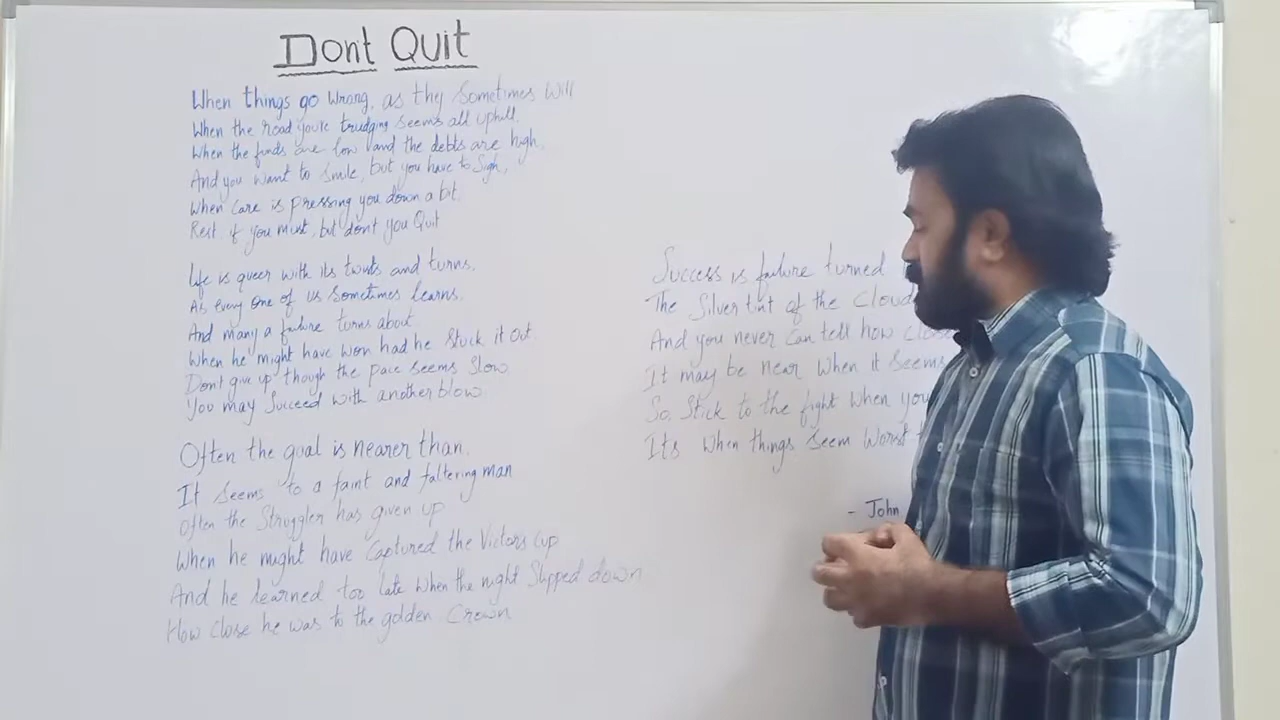 Dont Quit
When things go Wrong, as thy Sometimes Will
When the road you're trudging seems all uphill.
When the funds are low and the debts are high.
And you want to Smile, but you have to Sigh,
When Care is pressing you down a bit.
Rest if you must, but don't you Quit
Life is queer with its twists and turns.
As every One of us Sometimes learns.
And many a failure turns about.
When he might have Won had he Stuck it Out.
Don't give up though the pace seems Slow
You may Succeed with another blow
Often the goal is nearer than.
It seems to a faint and faltering man
Often the Struggler has given up
When he might have Captured the Victors Cup
And he learned too late When the night Slipped down
How Close he was to the golden Crown
Success is failure turned
The Silver tint of the Cloud
And you never Can tell how
It may be near When it Seems
So. Stick to the fight When you
Its When things Seem Worst
- John